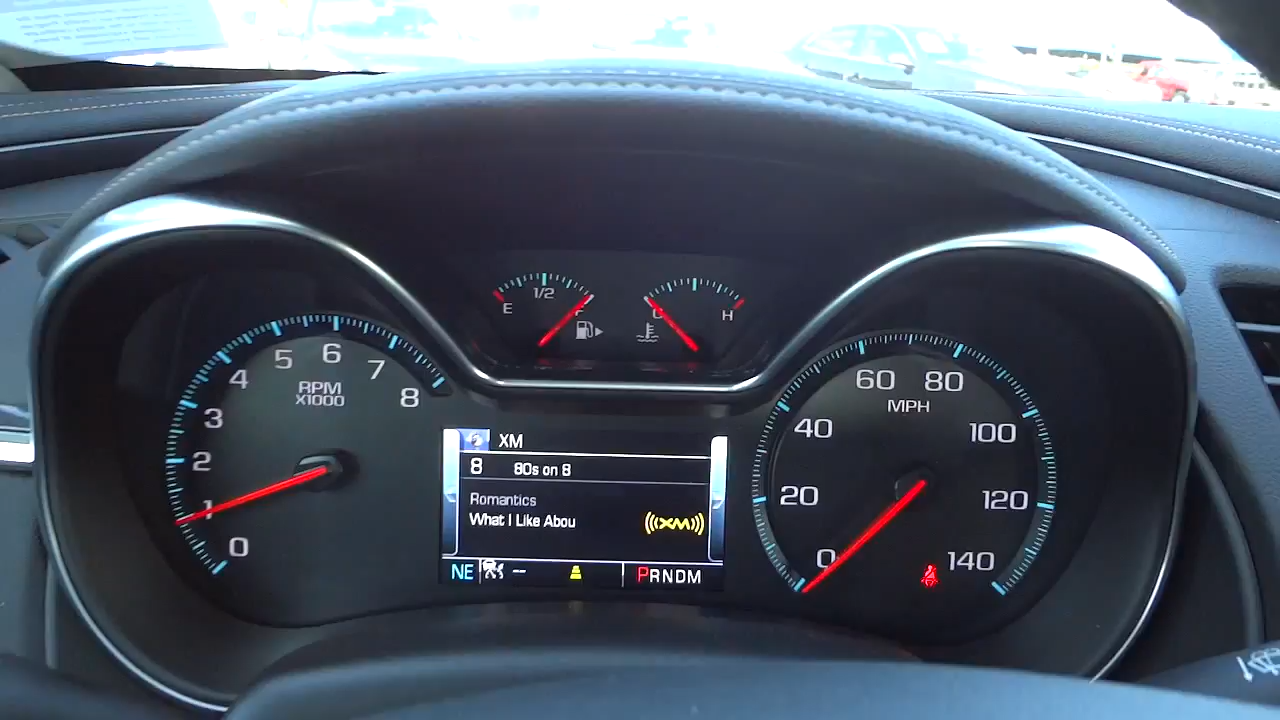 E 1/2 F
C H
0 1 2 3 4 5 6 7 8
RPM
X1000
XM
8 80s on 8
Romantics
What I Like Abou
XM
NE -- PRNDM
0 20 40 60 80 100 120 140
MPH